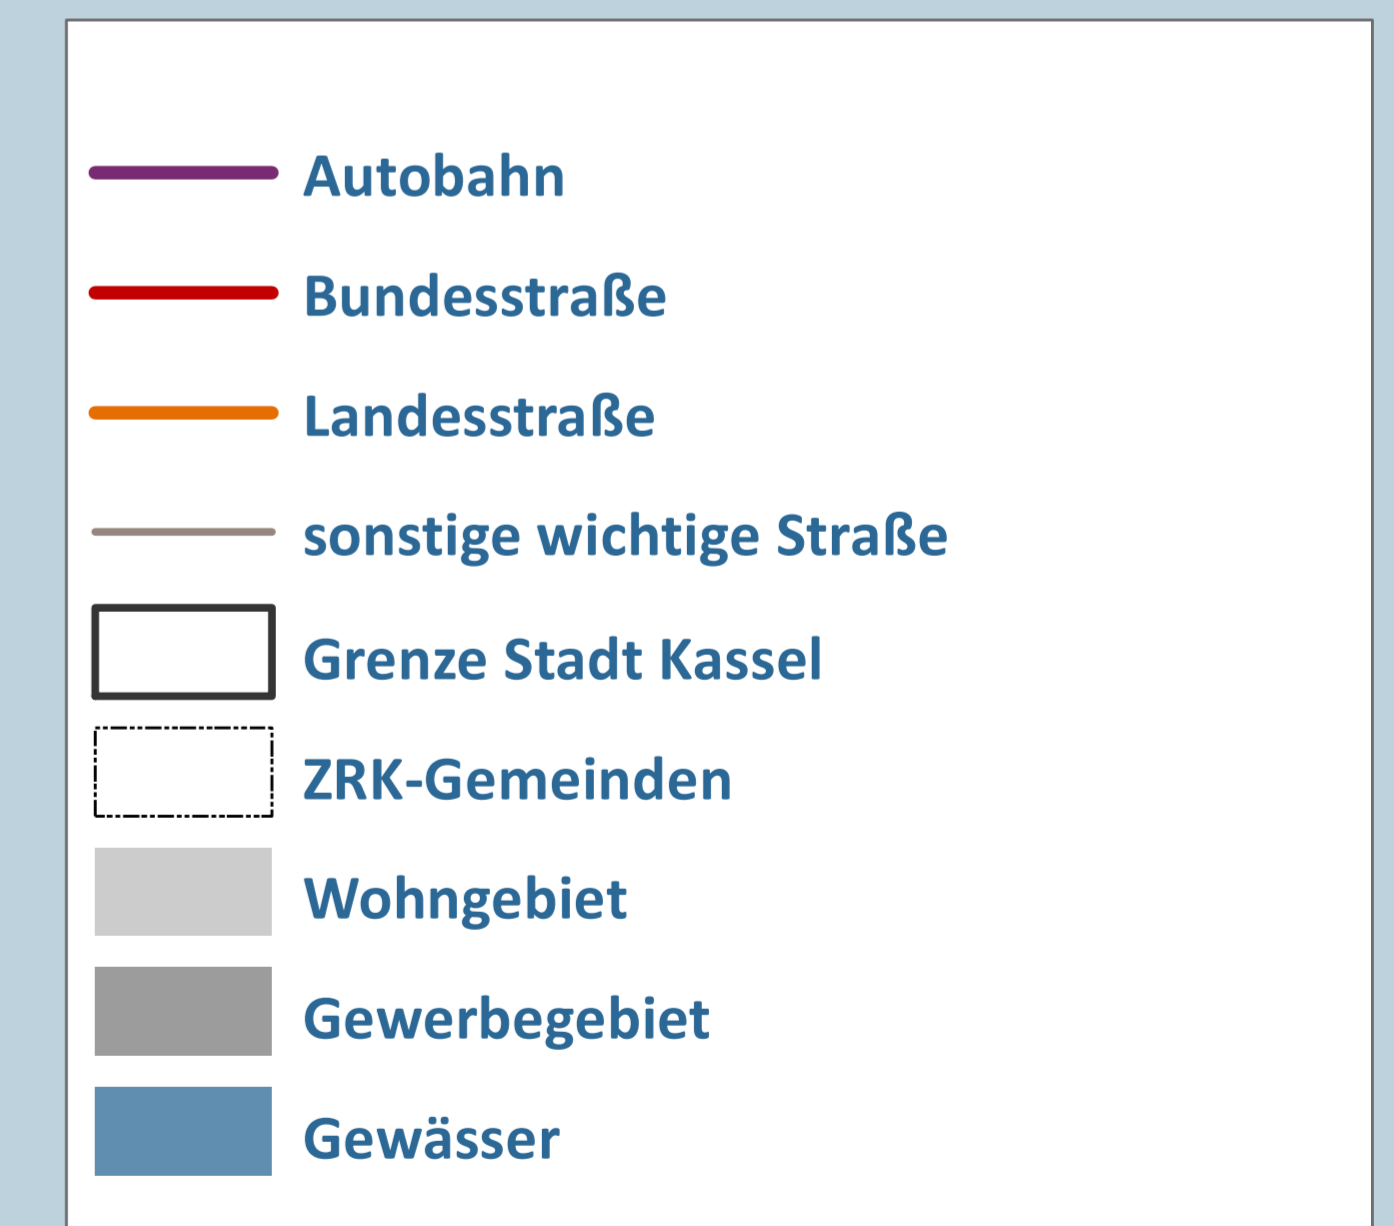 Autobahn
Bundesstraße
Landesstraße
sonstige wichtige Straße
Grenze Stadt Kassel
ZRK-Gemeinden
Wohngebiet
Gewerbegebiet
Gewässer